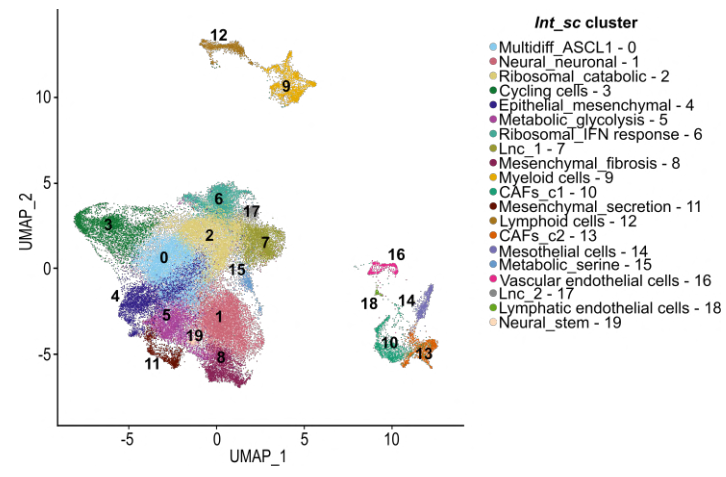 Int_sc cluster
Multidiff_ASCL1 - 0
Neural_neuronal - 1
Ribosomal_catabolic - 2
Cycling cells - 3
Epithelial_mesenchymal - 4
Metabolic_glycolysis - 5
Ribosomal_IFN response - 6
Lnc_1 - 7
Mesenchymal_fibrosis - 8
Myeloid cells - 9
CAFs_c1 - 10
Mesenchymal_secretion - 11
Lymphoid cells - 12
CAFs_c2 - 13
Mesothelial cells - 14
Metabolic_serine - 15
Vascular endothelial cells - 16
Lnc_2 - 17
Lymphatic endothelial cells - 18
Neural_stem - 19
12
9
6
17
3
2
7
0
15
16
4
18
14
5
1
19
10
13
11
8
10
5
0
-5
UMAP_2
-5
0
5
10
UMAP_1